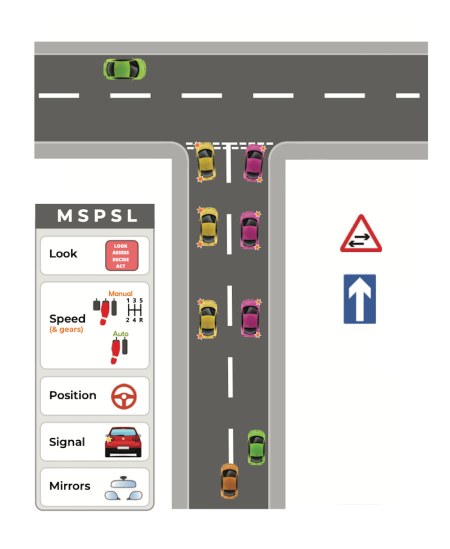 MSPSL
Look
LOOK
ASSESS
DECIDE
ACT
Manual
1 3 5
2 4 R
Speed
(& gears)
Auto
Position
Signal
Mirrors